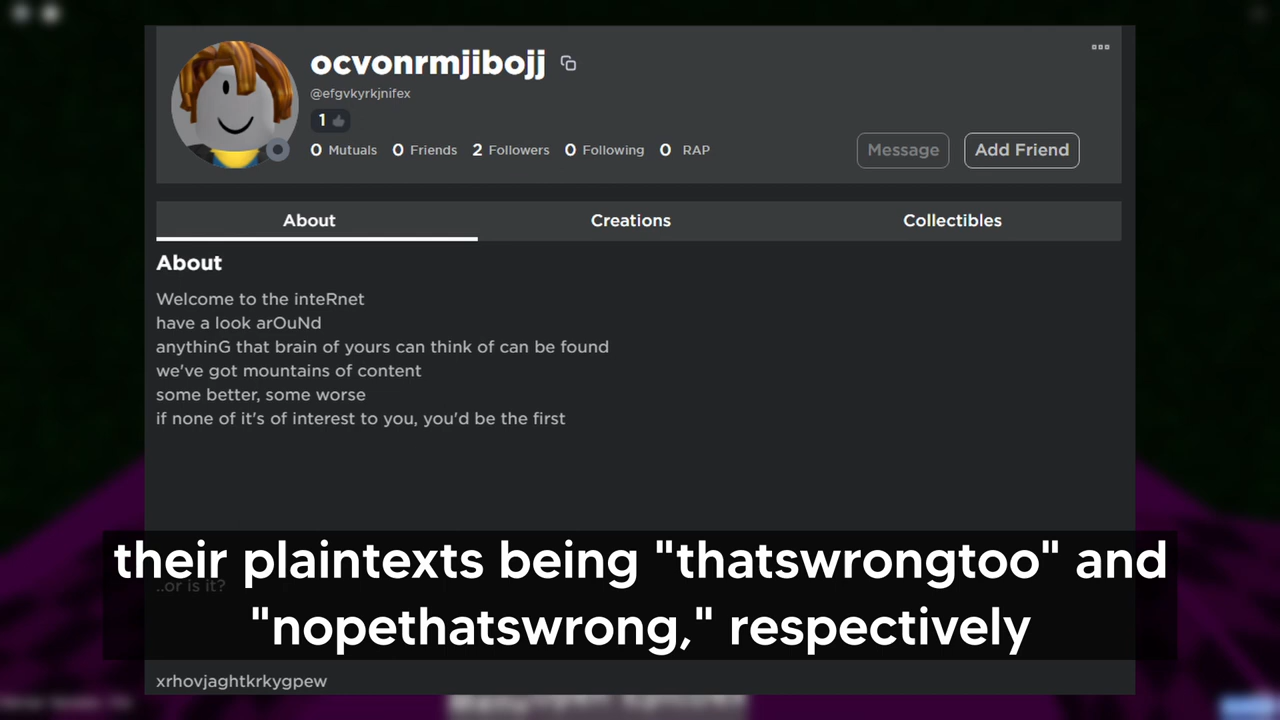 ocvonrmjibojj
@efgvkyrkjnifex
1
0 Mutuals 0 Friends 2 Followers 0 Following 0 RAP
Message Add Friend
About Creations Collectibles
About
Welcome to the inteRnet
have a look arOuNd
anythinG that brain of yours can think of can be found
we've got mountains of content
some better, some worse
if none of it's of interest to you, you'd be the first
..or is it?
their plaintexts being "thatswrongtoo" and
"nopethatswrong," respectively
xrhovjaghtkrkygpew